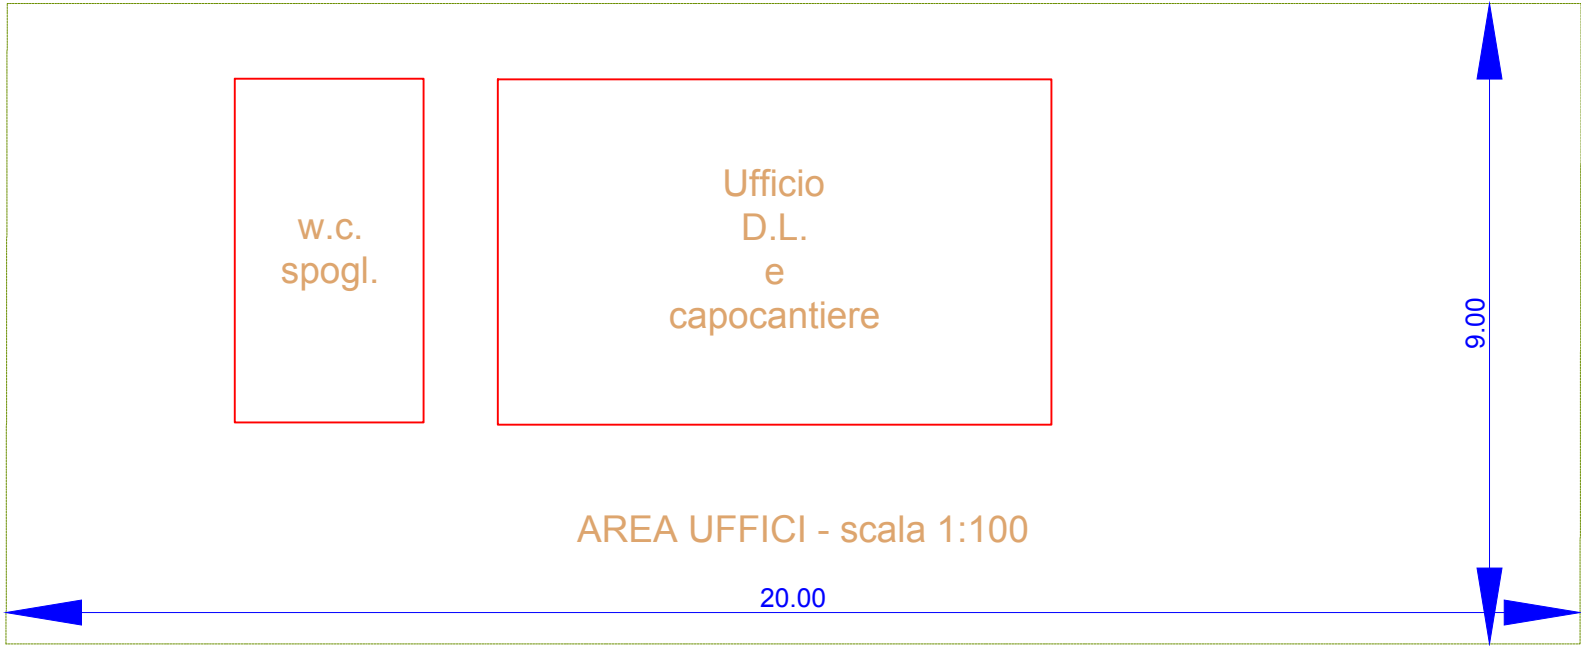 w.c.
spogl.
Ufficio
D.L.
e
capocantiere
9.00
AREA UFFICI - scala 1:100
20.00